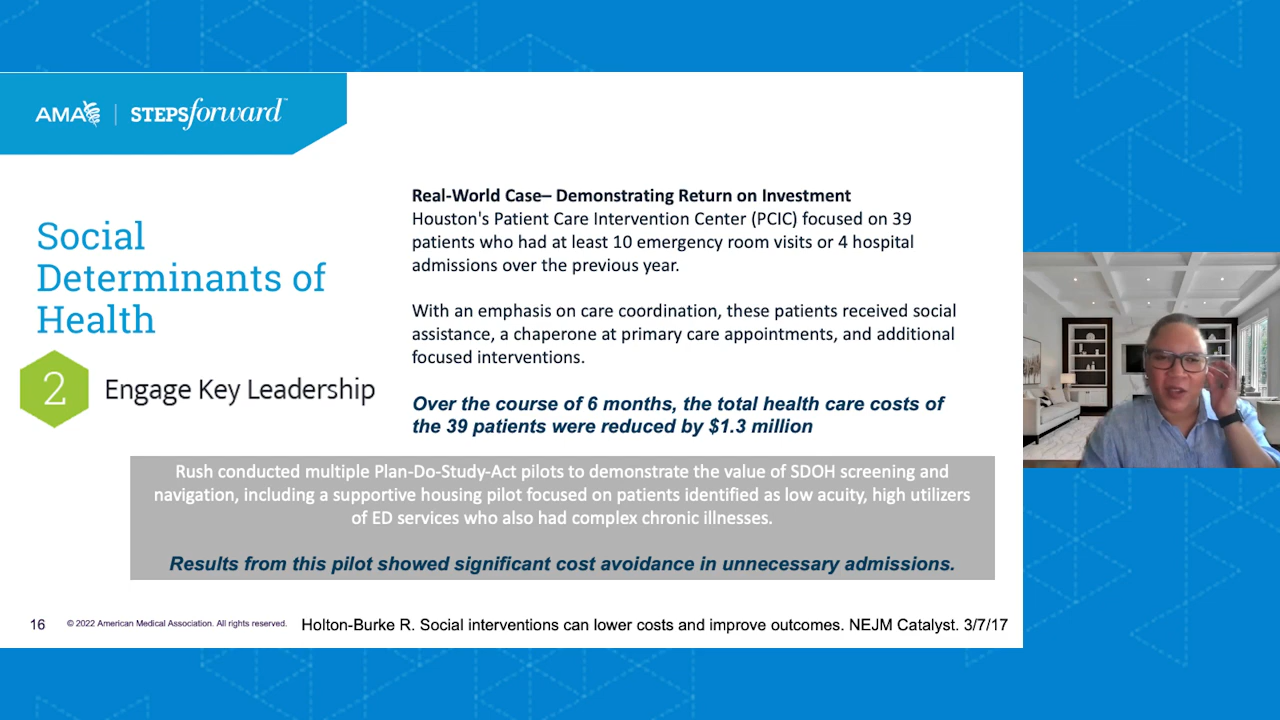 AMA | STEPSforward™
Social
Determinants of
Health
2 Engage Key Leadership
Real-World Case– Demonstrating Return on Investment
Houston's Patient Care Intervention Center (PCIC) focused on 39
patients who had at least 10 emergency room visits or 4 hospital
admissions over the previous year.
With an emphasis on care coordination, these patients received social
assistance, a chaperone at primary care appointments, and additional
focused interventions.
Over the course of 6 months, the total health care costs of
the 39 patients were reduced by $1.3 million
Rush conducted multiple Plan-Do-Study-Act pilots to demonstrate the value of SDOH screening and
navigation, including a supportive housing pilot focused on patients identified as low acuity, high utilizers
of ED services who also had complex chronic illnesses.
Results from this pilot showed significant cost avoidance in unnecessary admissions.
16 © 2022 American Medical Association. All rights reserved. Holton-Burke R. Social interventions can lower costs and improve outcomes. NEJM Catalyst. 3/7/17